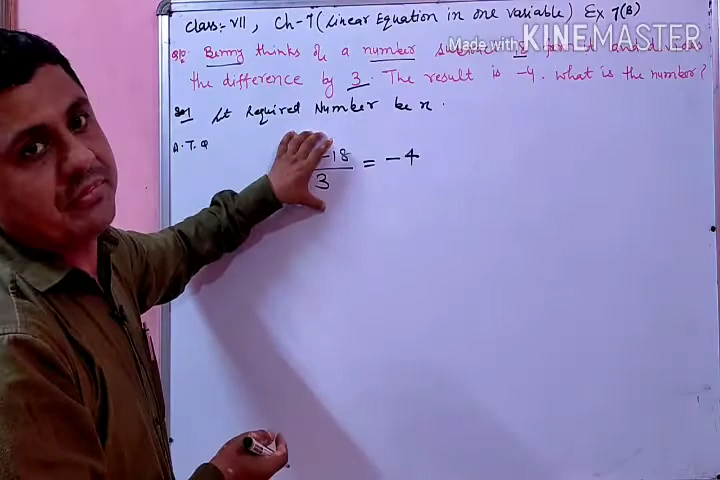 Class:- VII, Ch-7 (Linear Equation in one variable) Ex 7(B)
Made with KINEMASTER
Q10. Benny thinks of a number
the difference by 3. The result is -4. what is the number?
Sol Let Required Number be x.
A.T.Q
-18
3
= -4